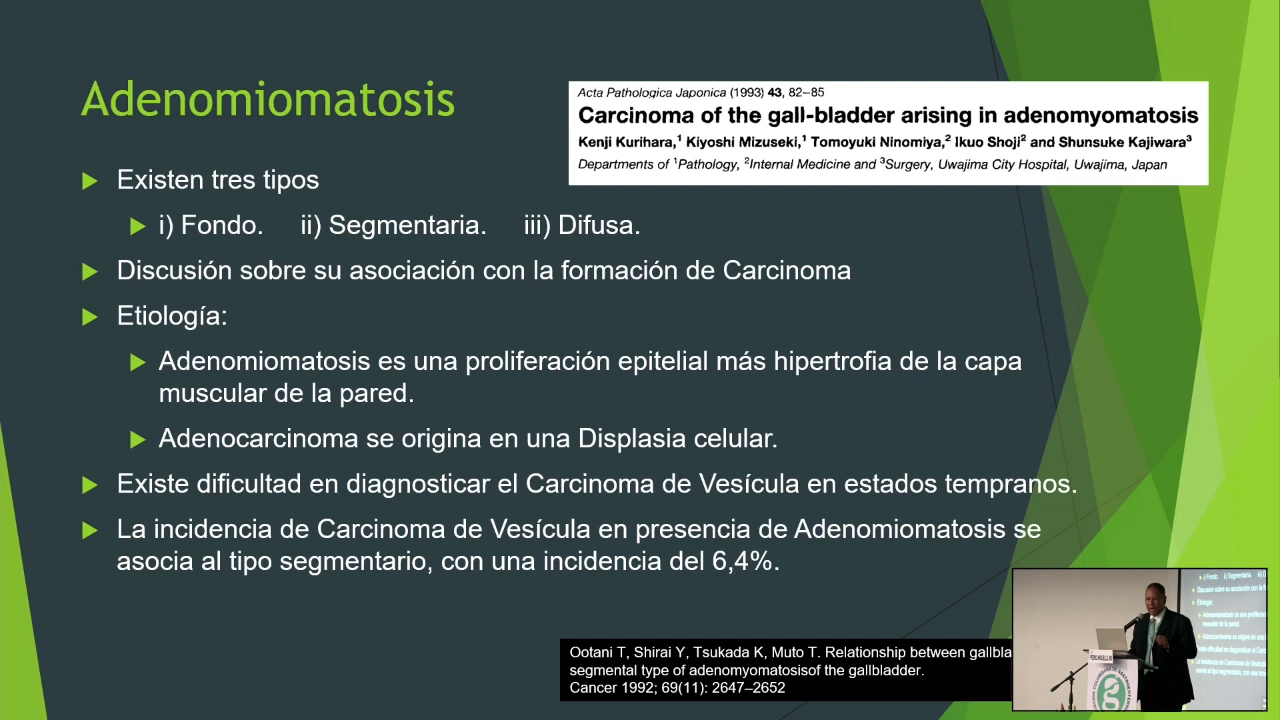 Adenomiomatosis
Acta Pathologica Japonica (1993) 43, 82–85
Carcinoma of the gall-bladder arising in adenomyomatosis
Kenji Kurihara,¹ Kiyoshi Mizuseki,¹ Tomoyuki Ninomiya,² Ikuo Shoji² and Shunsuke Kajiwara³
Departments of ¹Pathology, ²Internal Medicine and ³Surgery, Uwajima City Hospital, Uwajima, Japan
Existen tres tipos
i) Fondo. ii) Segmentaria. iii) Difusa.
Discusión sobre su asociación con la formación de Carcinoma
Etiología:
Adenomiomatosis es una proliferación epitelial más hipertrofia de la capa
muscular de la pared.
Adenocarcinoma se origina en una Displasia celular.
Existe dificultad en diagnosticar el Carcinoma de Vesícula en estados tempranos.
La incidencia de Carcinoma de Vesícula en presencia de Adenomiomatosis se
asocia al tipo segmentario, con una incidencia del 6,4%.
Ootani T, Shirai Y, Tsukada K, Muto T. Relationship between gallbla
segmental type of adenomyomatosisof the gallbladder.
Cancer 1992; 69(11): 2647–2652